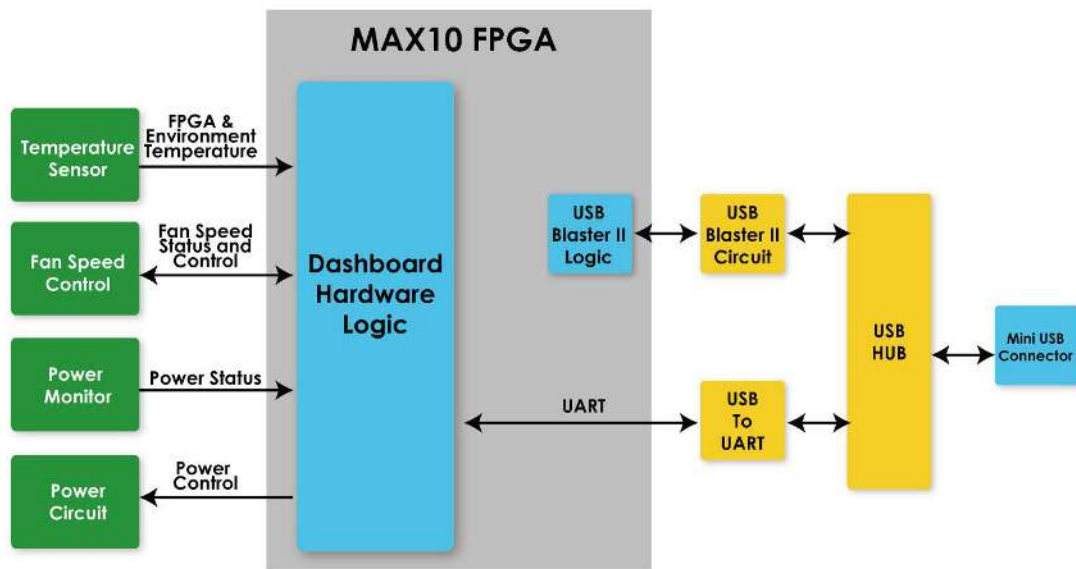 MAX10 FPGA
Temperature
Sensor
FPGA &
Environment
Temperature
Fan Speed
Control
Fan Speed
Status and
Control
Power
Monitor
Power Status
Power
Circuit
Power
Control
Dashboard
Hardware
Logic
USB
Blaster II
Logic
USB
Blaster II
Circuit
UART
USB
To
UART
USB
HUB
Mini USB
Connector